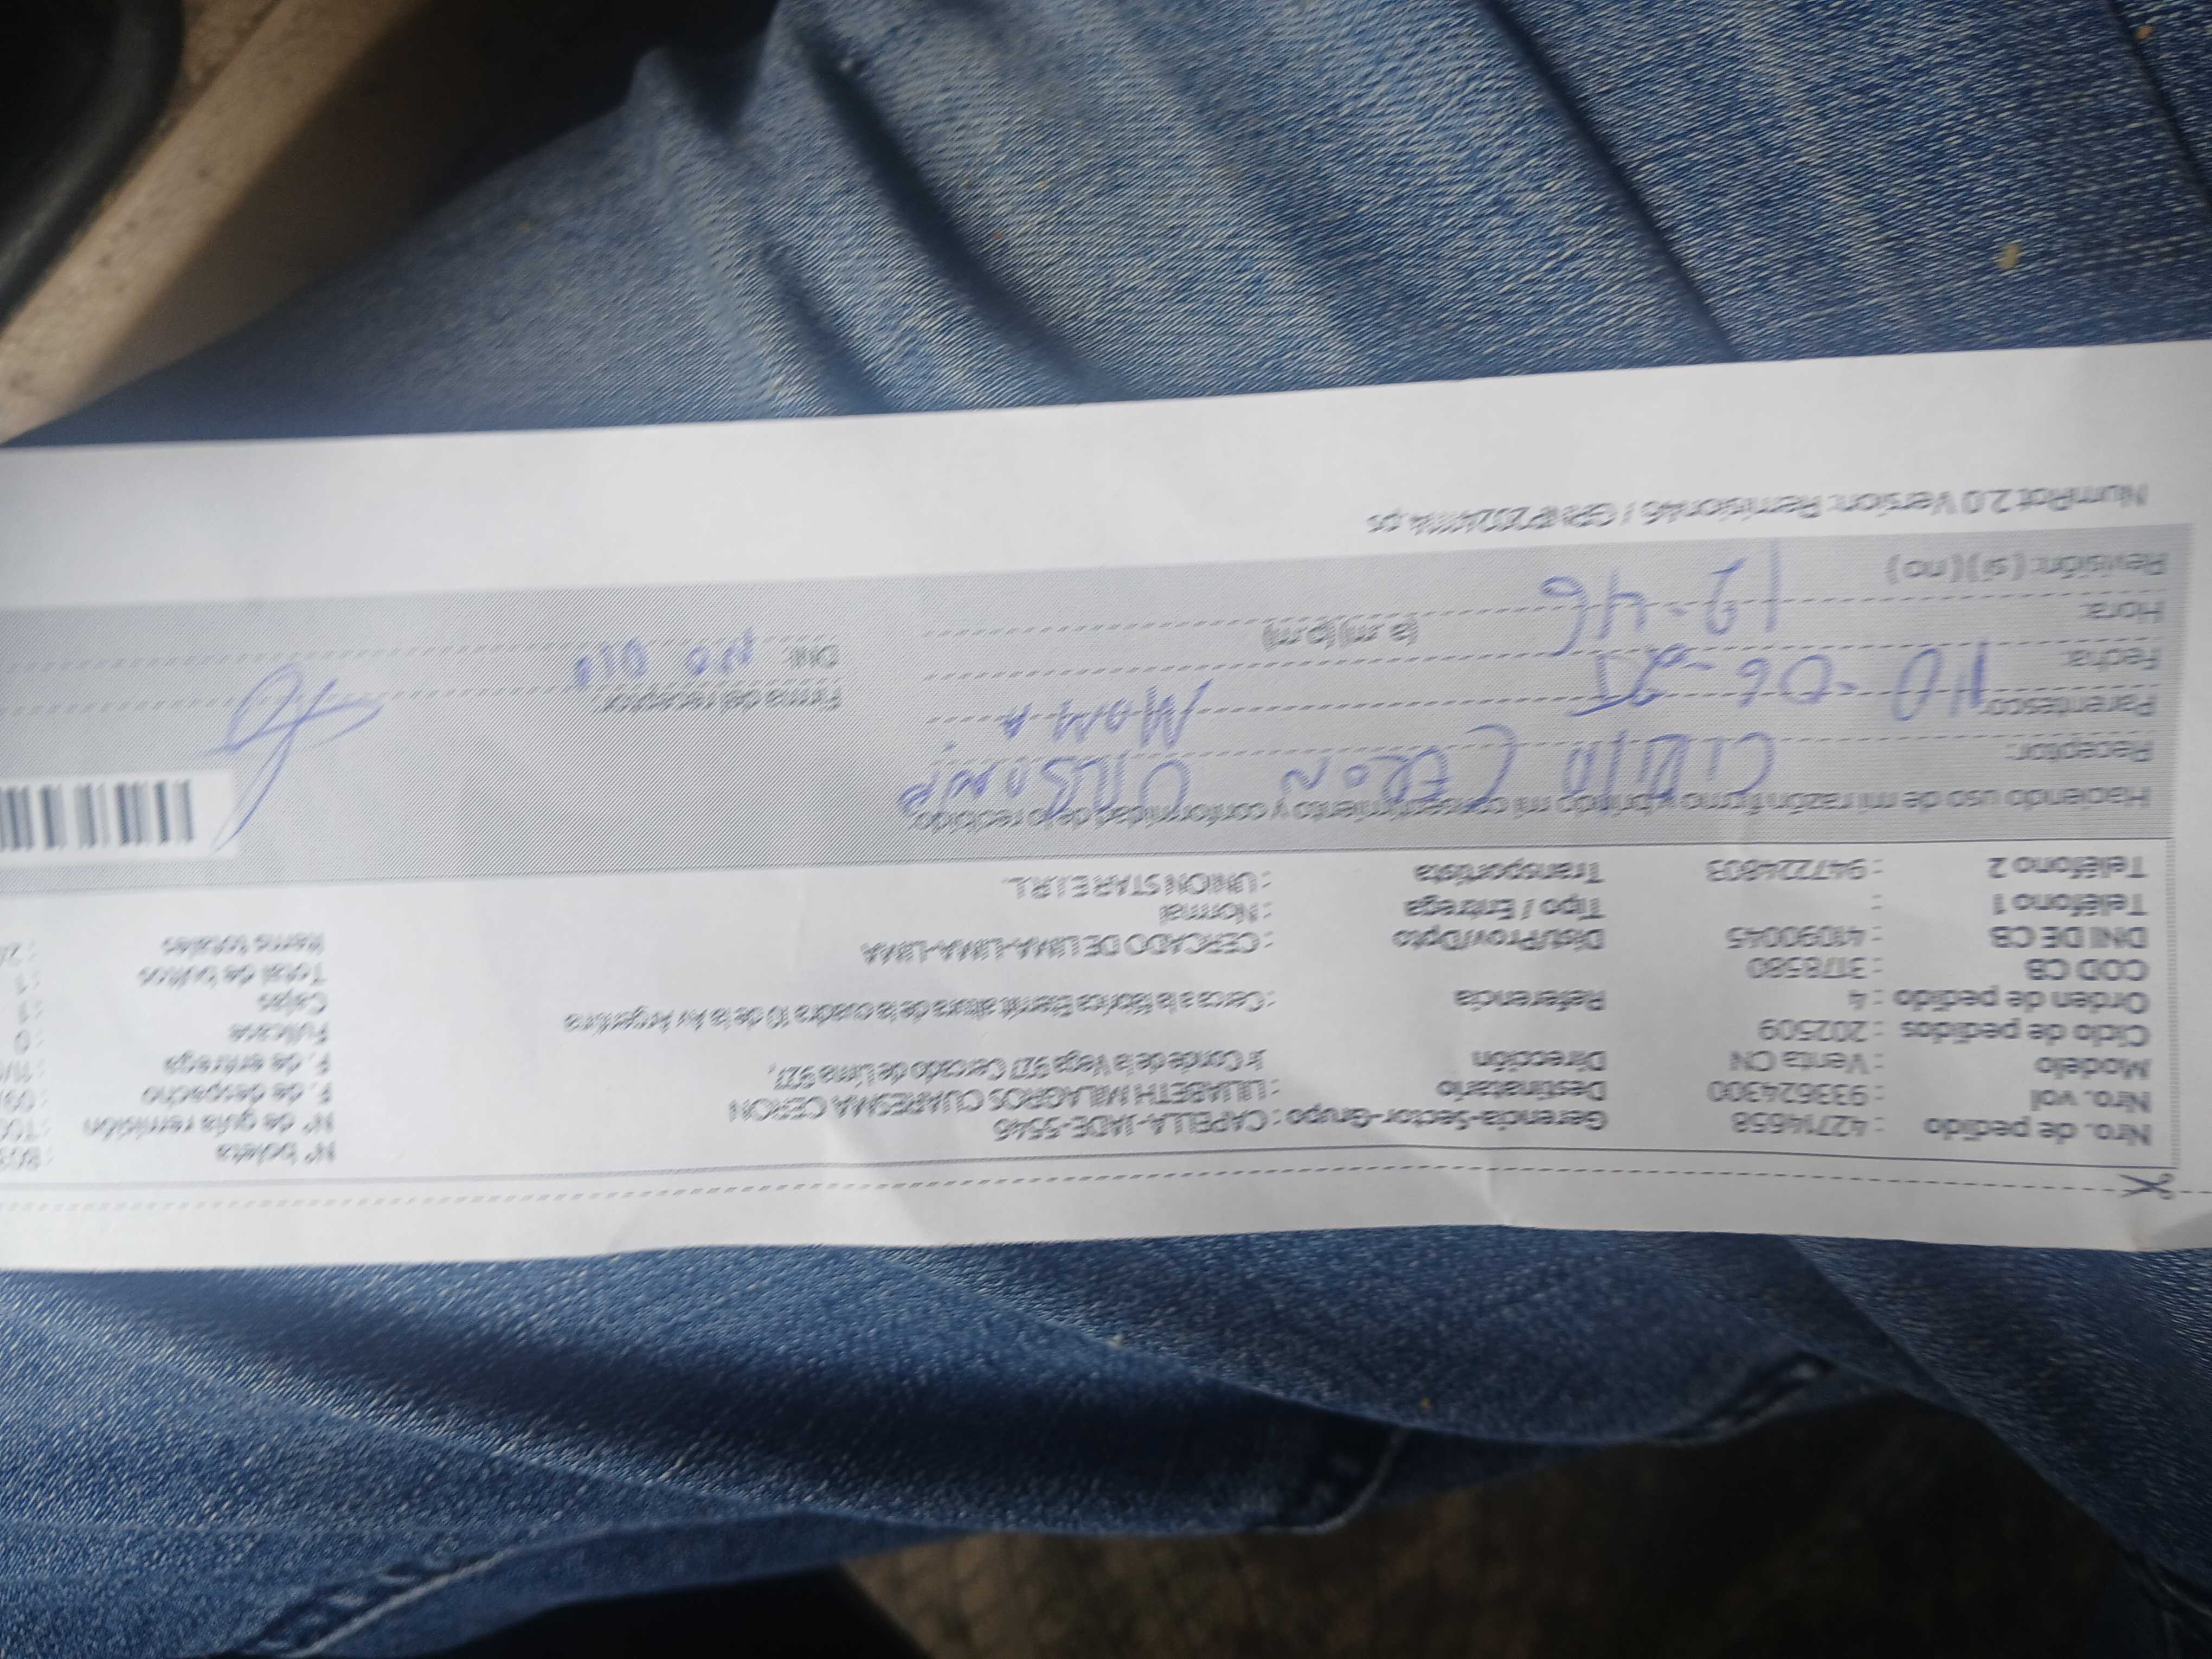 Nro. de pedido : 42714658 Gerencia-Sector-Grupo : CAPELLA-JADE-5546 N° boleta
Nro. vol : 933624300 Destinatario : LILIABETH MILAGROS CUARESMA CERON N° de guía remisión
Modelo : Venta CN Dirección Jr Conde de la Vega 927 Cercado de Lima 927, F. de despacho
Ciclo de pedidos : 202509 F. de entrega
Orden de pedido : 4 Referencia : Cerca a la fábrica Eternit altura de la cuadra 10 de la Av Argentina Fullcase : 0
COD CB : 3178580 Cajas : 1
DNI DE CB : 41090045 Dist/Prov/Dpto : CERCADO DE LIMA-LIMA-LIMA Total de bultos : 1
Teléfono 1 : Tipo / Entrega : Normal Items totales
Teléfono 2 : 947224803 Transportista : UNION STAR E.I.R.L.
Haciendo uso de mi razón firmo y brindo mi consentimiento y conformidad de lo recibido:
Receptor: CERON
Parentesco: MAMA Firma del receptor:
Fecha: -06-25 DNI: NO DIO
Hora: 12-46 (a.m) (p.m)
Revisión: (si) (no)
NumRot 2.0 Version: Remision46 / GRNP20241114.ps